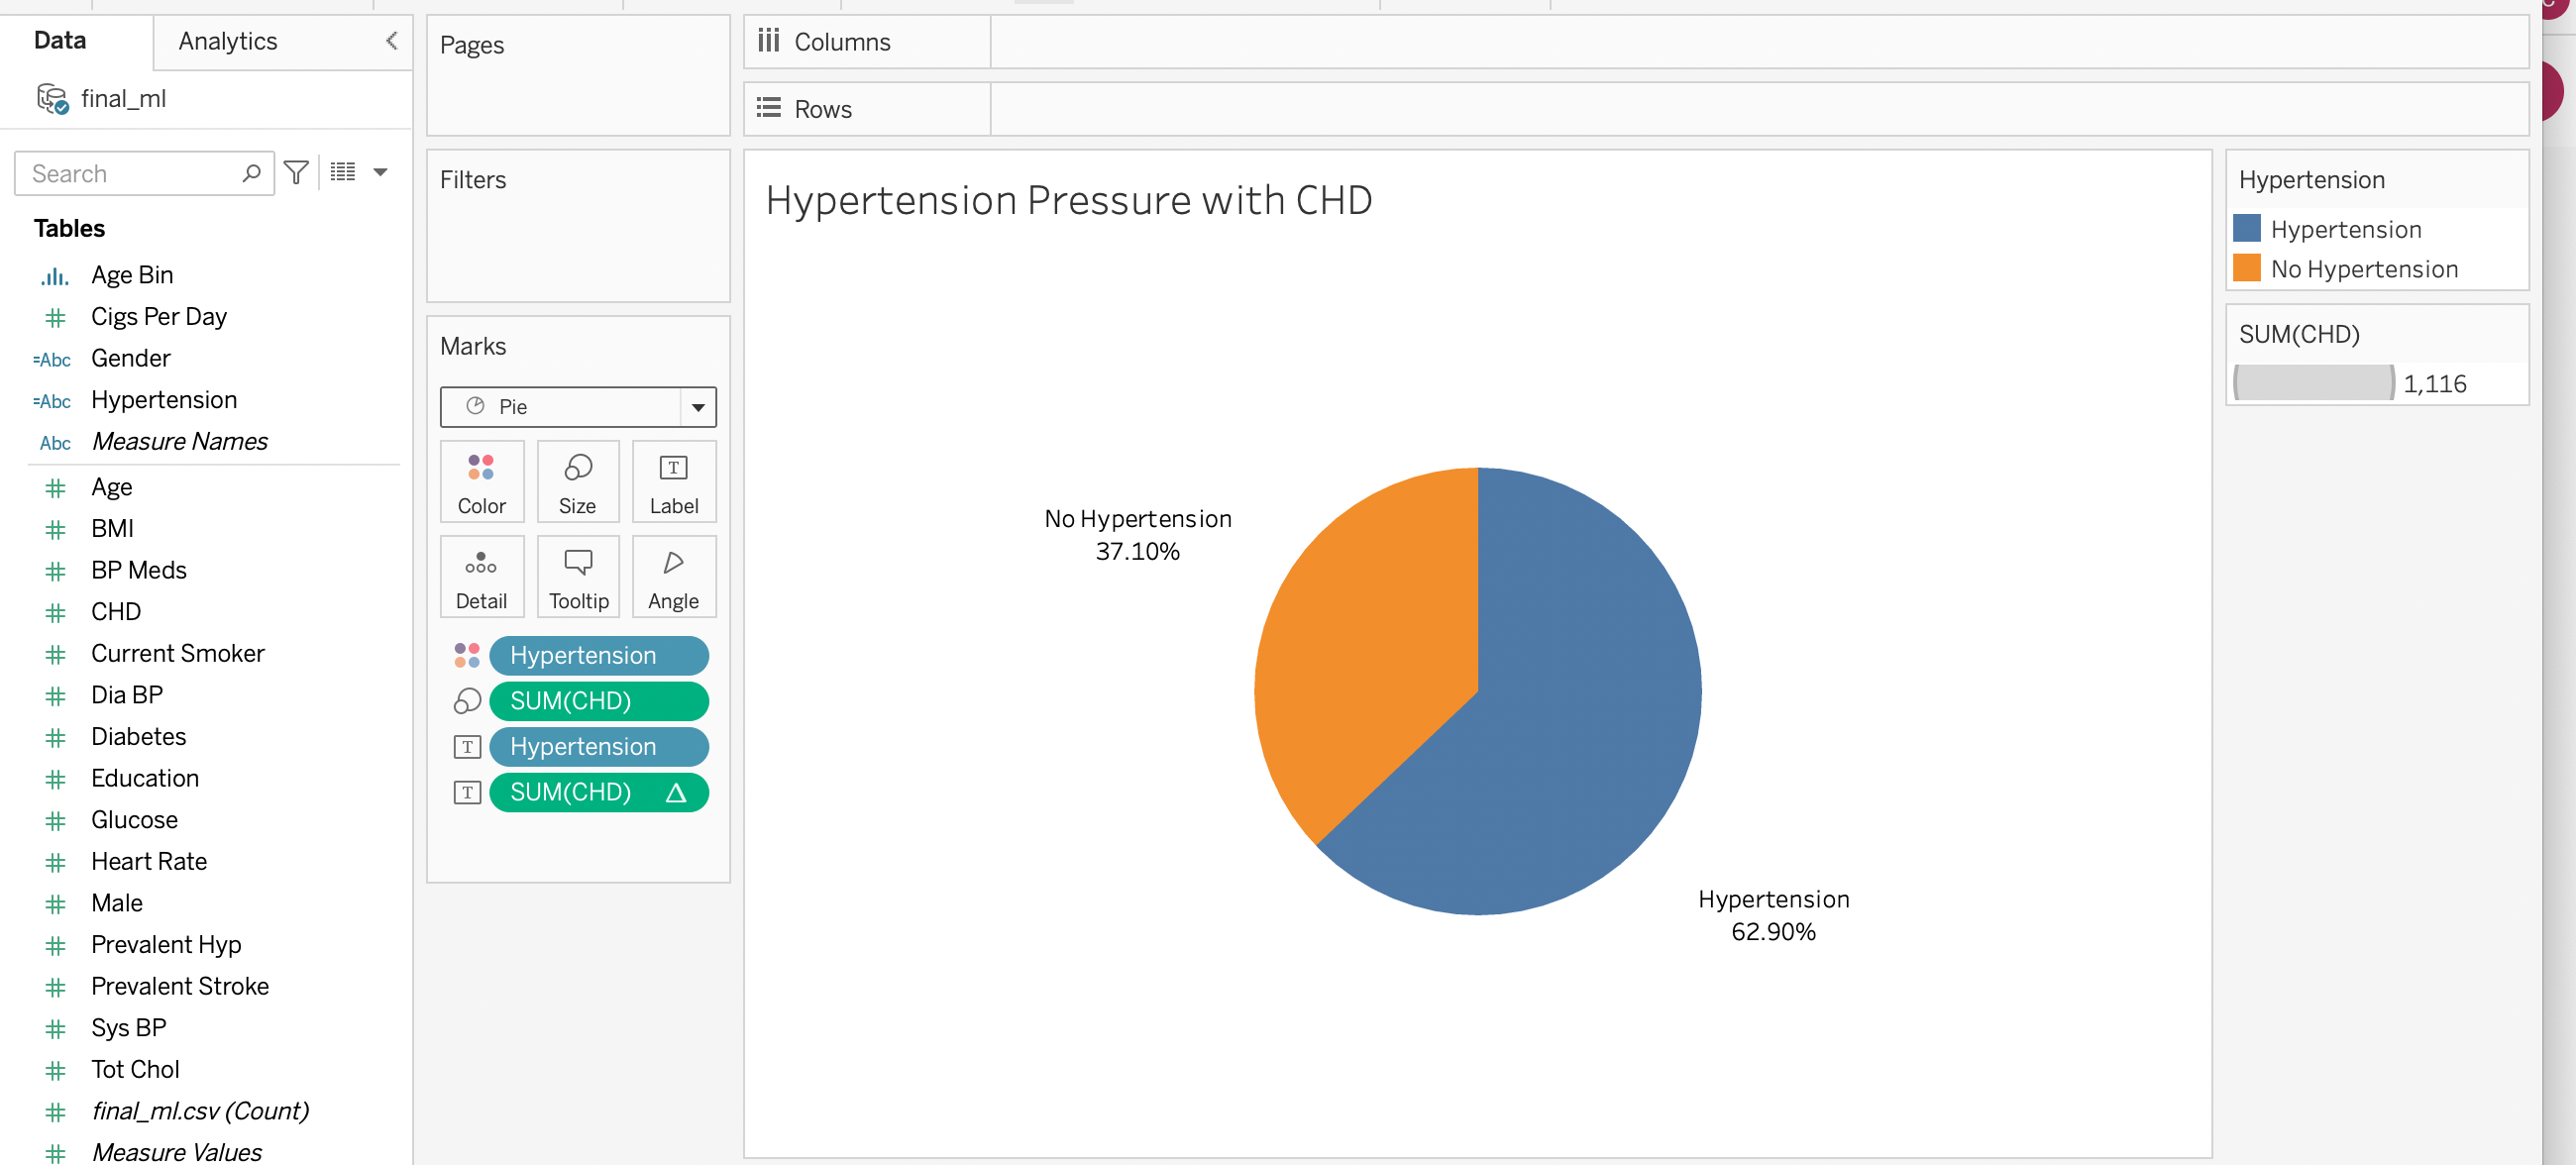 Data
Analytics
final_ml
Search
Tables
Age Bin
Cigs Per Day
=Abc Gender
=Abc Hypertension
Abc Measure Names
Age
BMI
BP Meds
CHD
Current Smoker
Dia BP
Diabetes
Education
Glucose
Heart Rate
Male
Prevalent Hyp
Prevalent Stroke
Sys BP
Tot Chol
final_ml.csv (Count)
Measure Values
Pages
Filters
Marks
Pie
Color Size Label
T
Detail Tooltip Angle
Hypertension
SUM(CHD)
T Hypertension
T SUM(CHD) Δ
Columns
Rows
Hypertension Pressure with CHD
No Hypertension
37.10%
Hypertension
62.90%
Hypertension
Hypertension
No Hypertension
SUM(CHD)
1,116